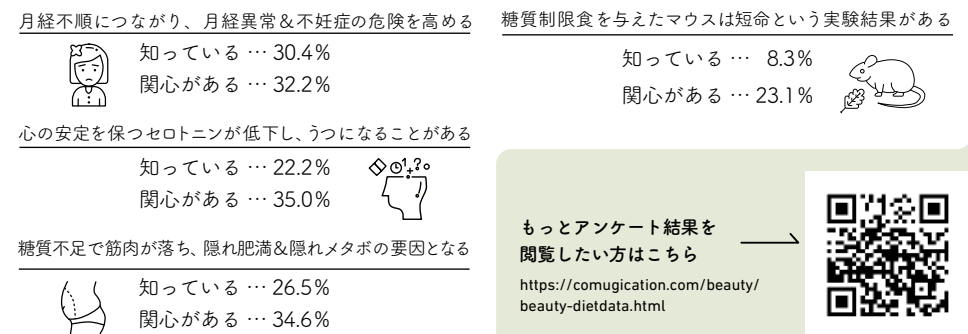 月経不順につながり、月経異常&不妊症の危険を高める
知っている … 30.4%
関心がある … 32.2%
心の安定を保つセロトニンが低下し、うつになることがある
知っている … 22.2%
関心がある … 35.0%
糖質不足で筋肉が落ち、隠れ肥満&隠れメタボの要因となる
知っている … 26.5%
関心がある … 34.6%
糖質制限食を与えたマウスは短命という実験結果がある
知っている … 8.3%
関心がある … 23.1%
もっとアンケート結果を
閲覧したい方はこちら
https://comugication.com/beauty/
beauty-dietdata.html